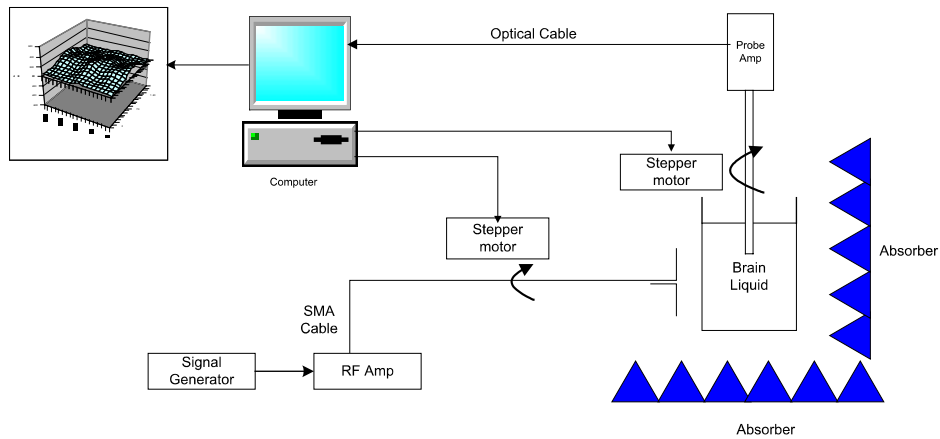 Optical Cable
Probe
Amp
Computer
Stepper
motor
Stepper
motor
Brain
Liquid
Absorber
SMA
Cable
Signal
Generator
RF Amp
Absorber